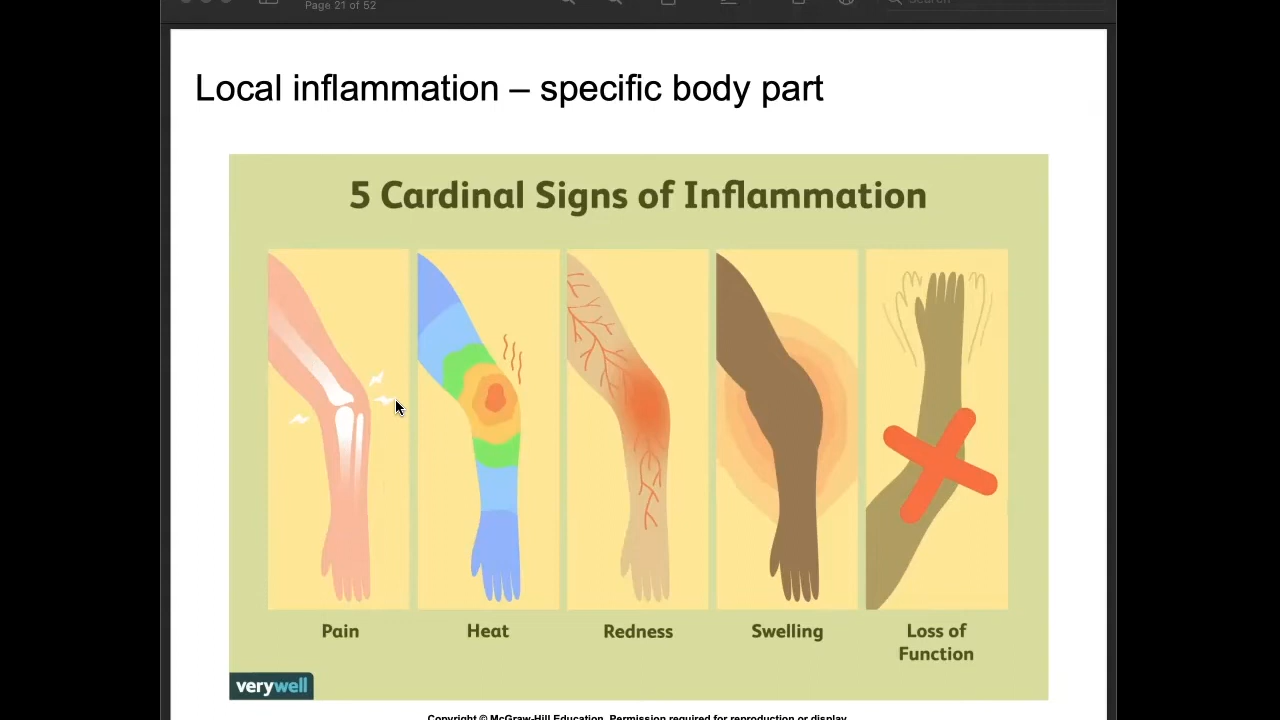 Page 21 of 52
Search
Local inflammation – specific body part
5 Cardinal Signs of Inflammation
Pain
Heat
Redness
Swelling
Loss of
Function
verywell
Copyright © McGraw-Hill Education. Permission required for reproduction or display.